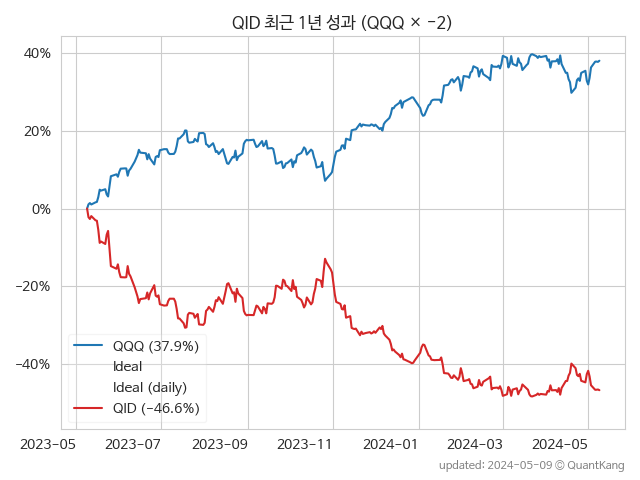 QID 최근 1년 성과 (QQQ × −2)
40%
20%
0%
−20%
−40%
QQQ (37.9%)
Ideal
Ideal (daily)
QID (−46.6%)
2023-05 2023-07 2023-09 2023-11 2024-01 2024-03 2024-05
updated: 2024-05-09 © QuantKang